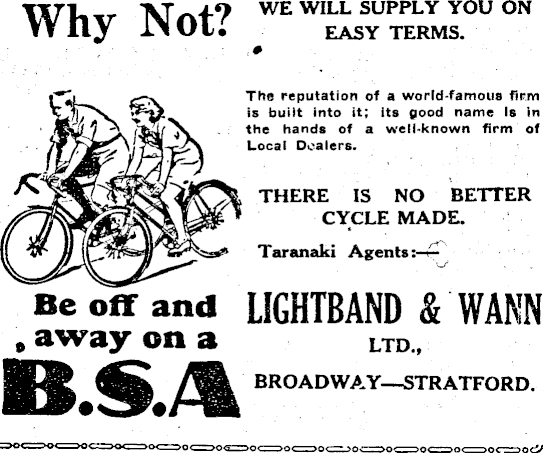 Why Not?
WE WILL SUPPLY YOU ON
EASY TERMS.
The reputation of a world-famous firm
is built into it; its good name is in
the hands of a well-known firm of
Local Dealers.
THERE IS NO BETTER
CYCLE MADE.
Taranaki Agents:—
Be off and
away on a
B.S.A
LIGHTBAND & WANN
LTD.,
BROADWAY—STRATFORD.